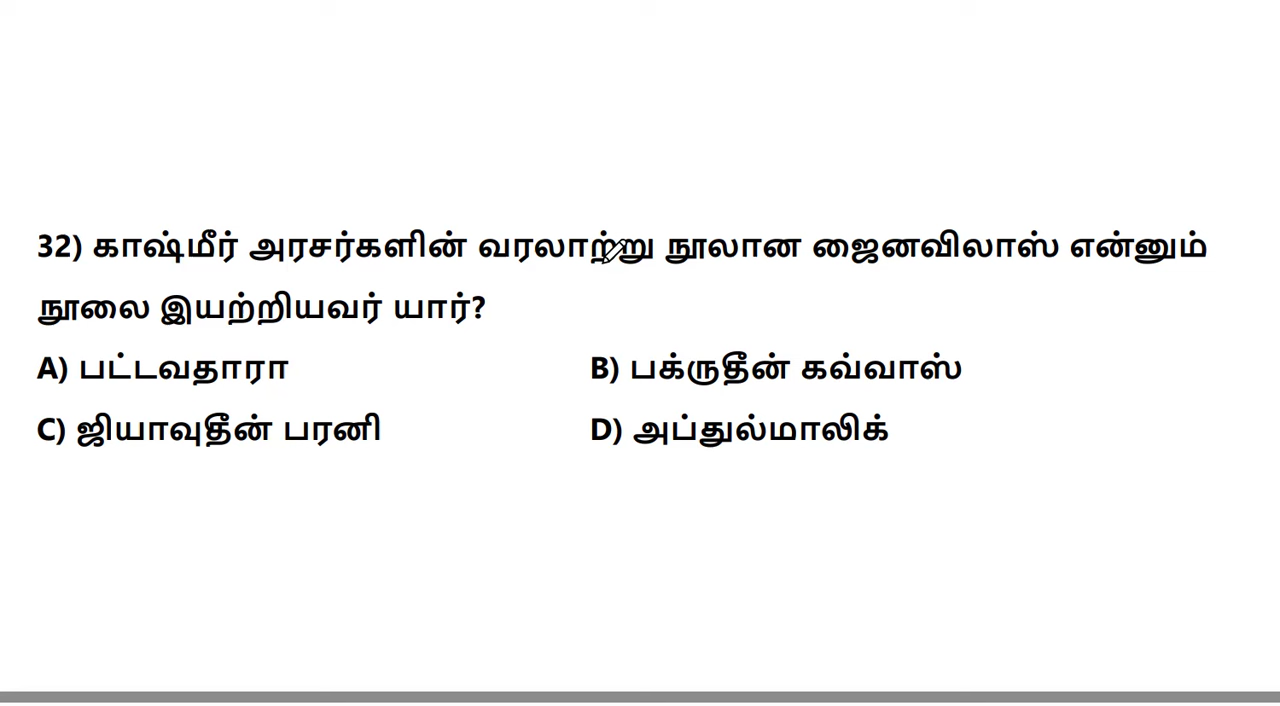 32) காஷ்மீர் அரசர்களின் வரலாற்று நூலான ஜைனவிலாஸ் என்னும்
நூலை இயற்றியவர் யார்?
A) பட்டவதாரா B) பக்ருதீன் கவ்வாஸ்
C) ஜியாவுதீன் பரனி D) அப்துல்மாலிக்